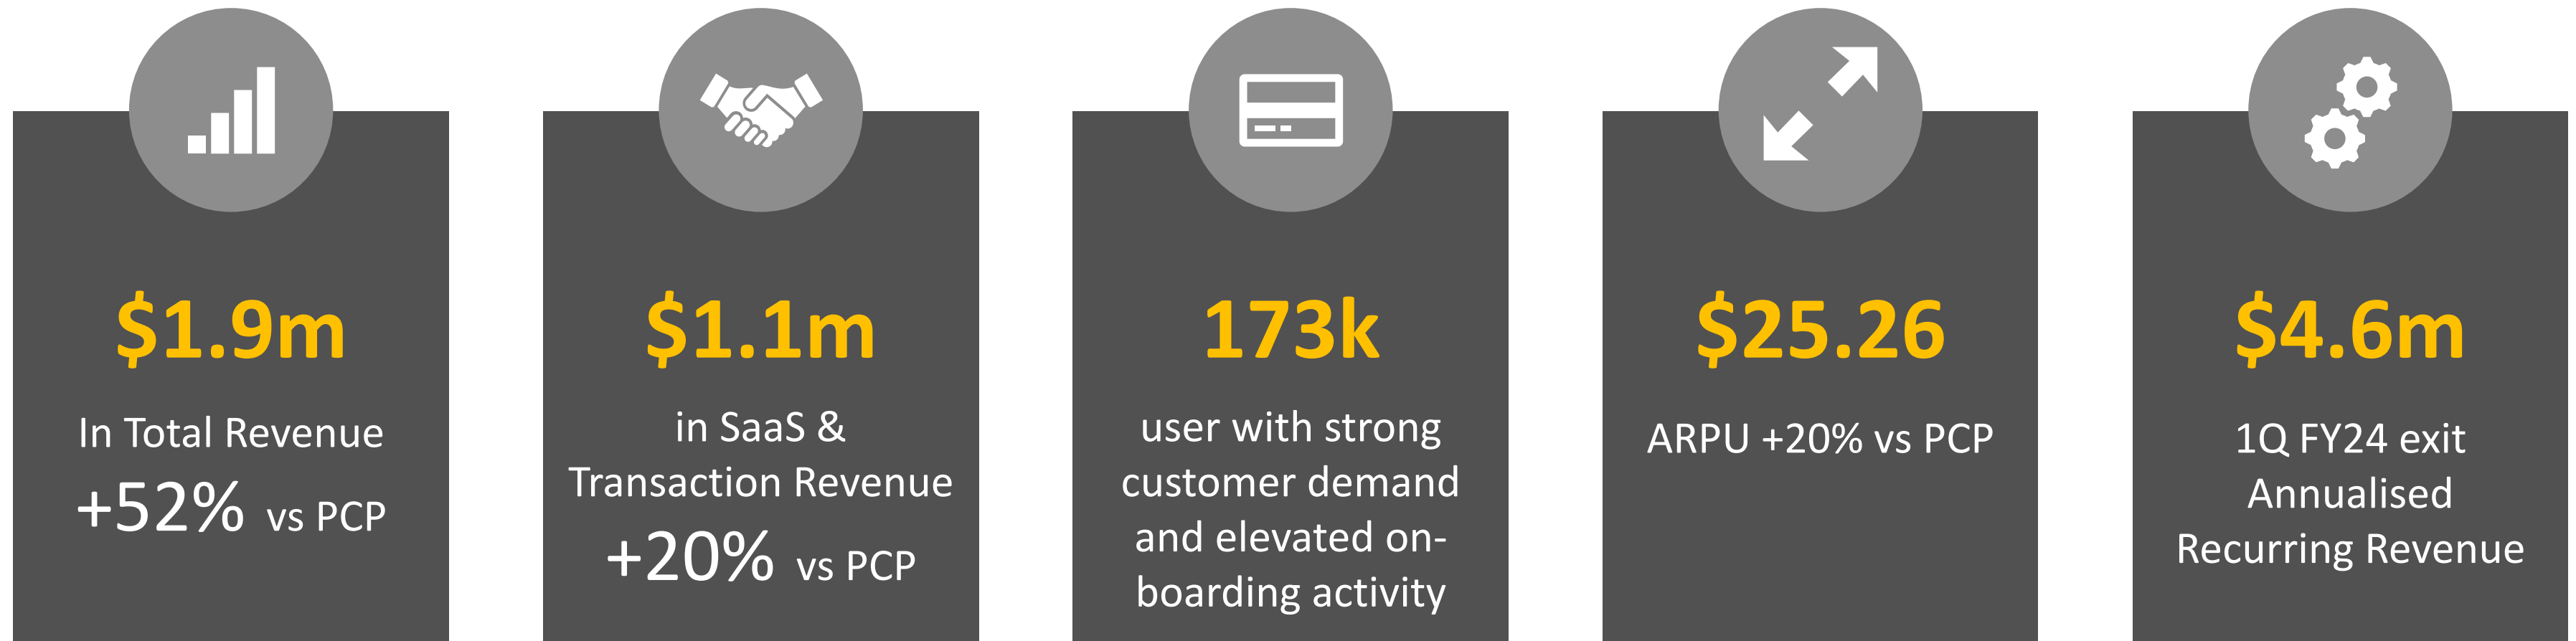 $1.9m
In Total Revenue
+52% vs PCP
$1.1m
in SaaS &
Transaction Revenue
+20% vs PCP
173k
user with strong
customer demand
and elevated on-
boarding activity
$25.26
ARPU +20% vs PCP
$4.6m
1Q FY24 exit
Annualised
Recurring Revenue